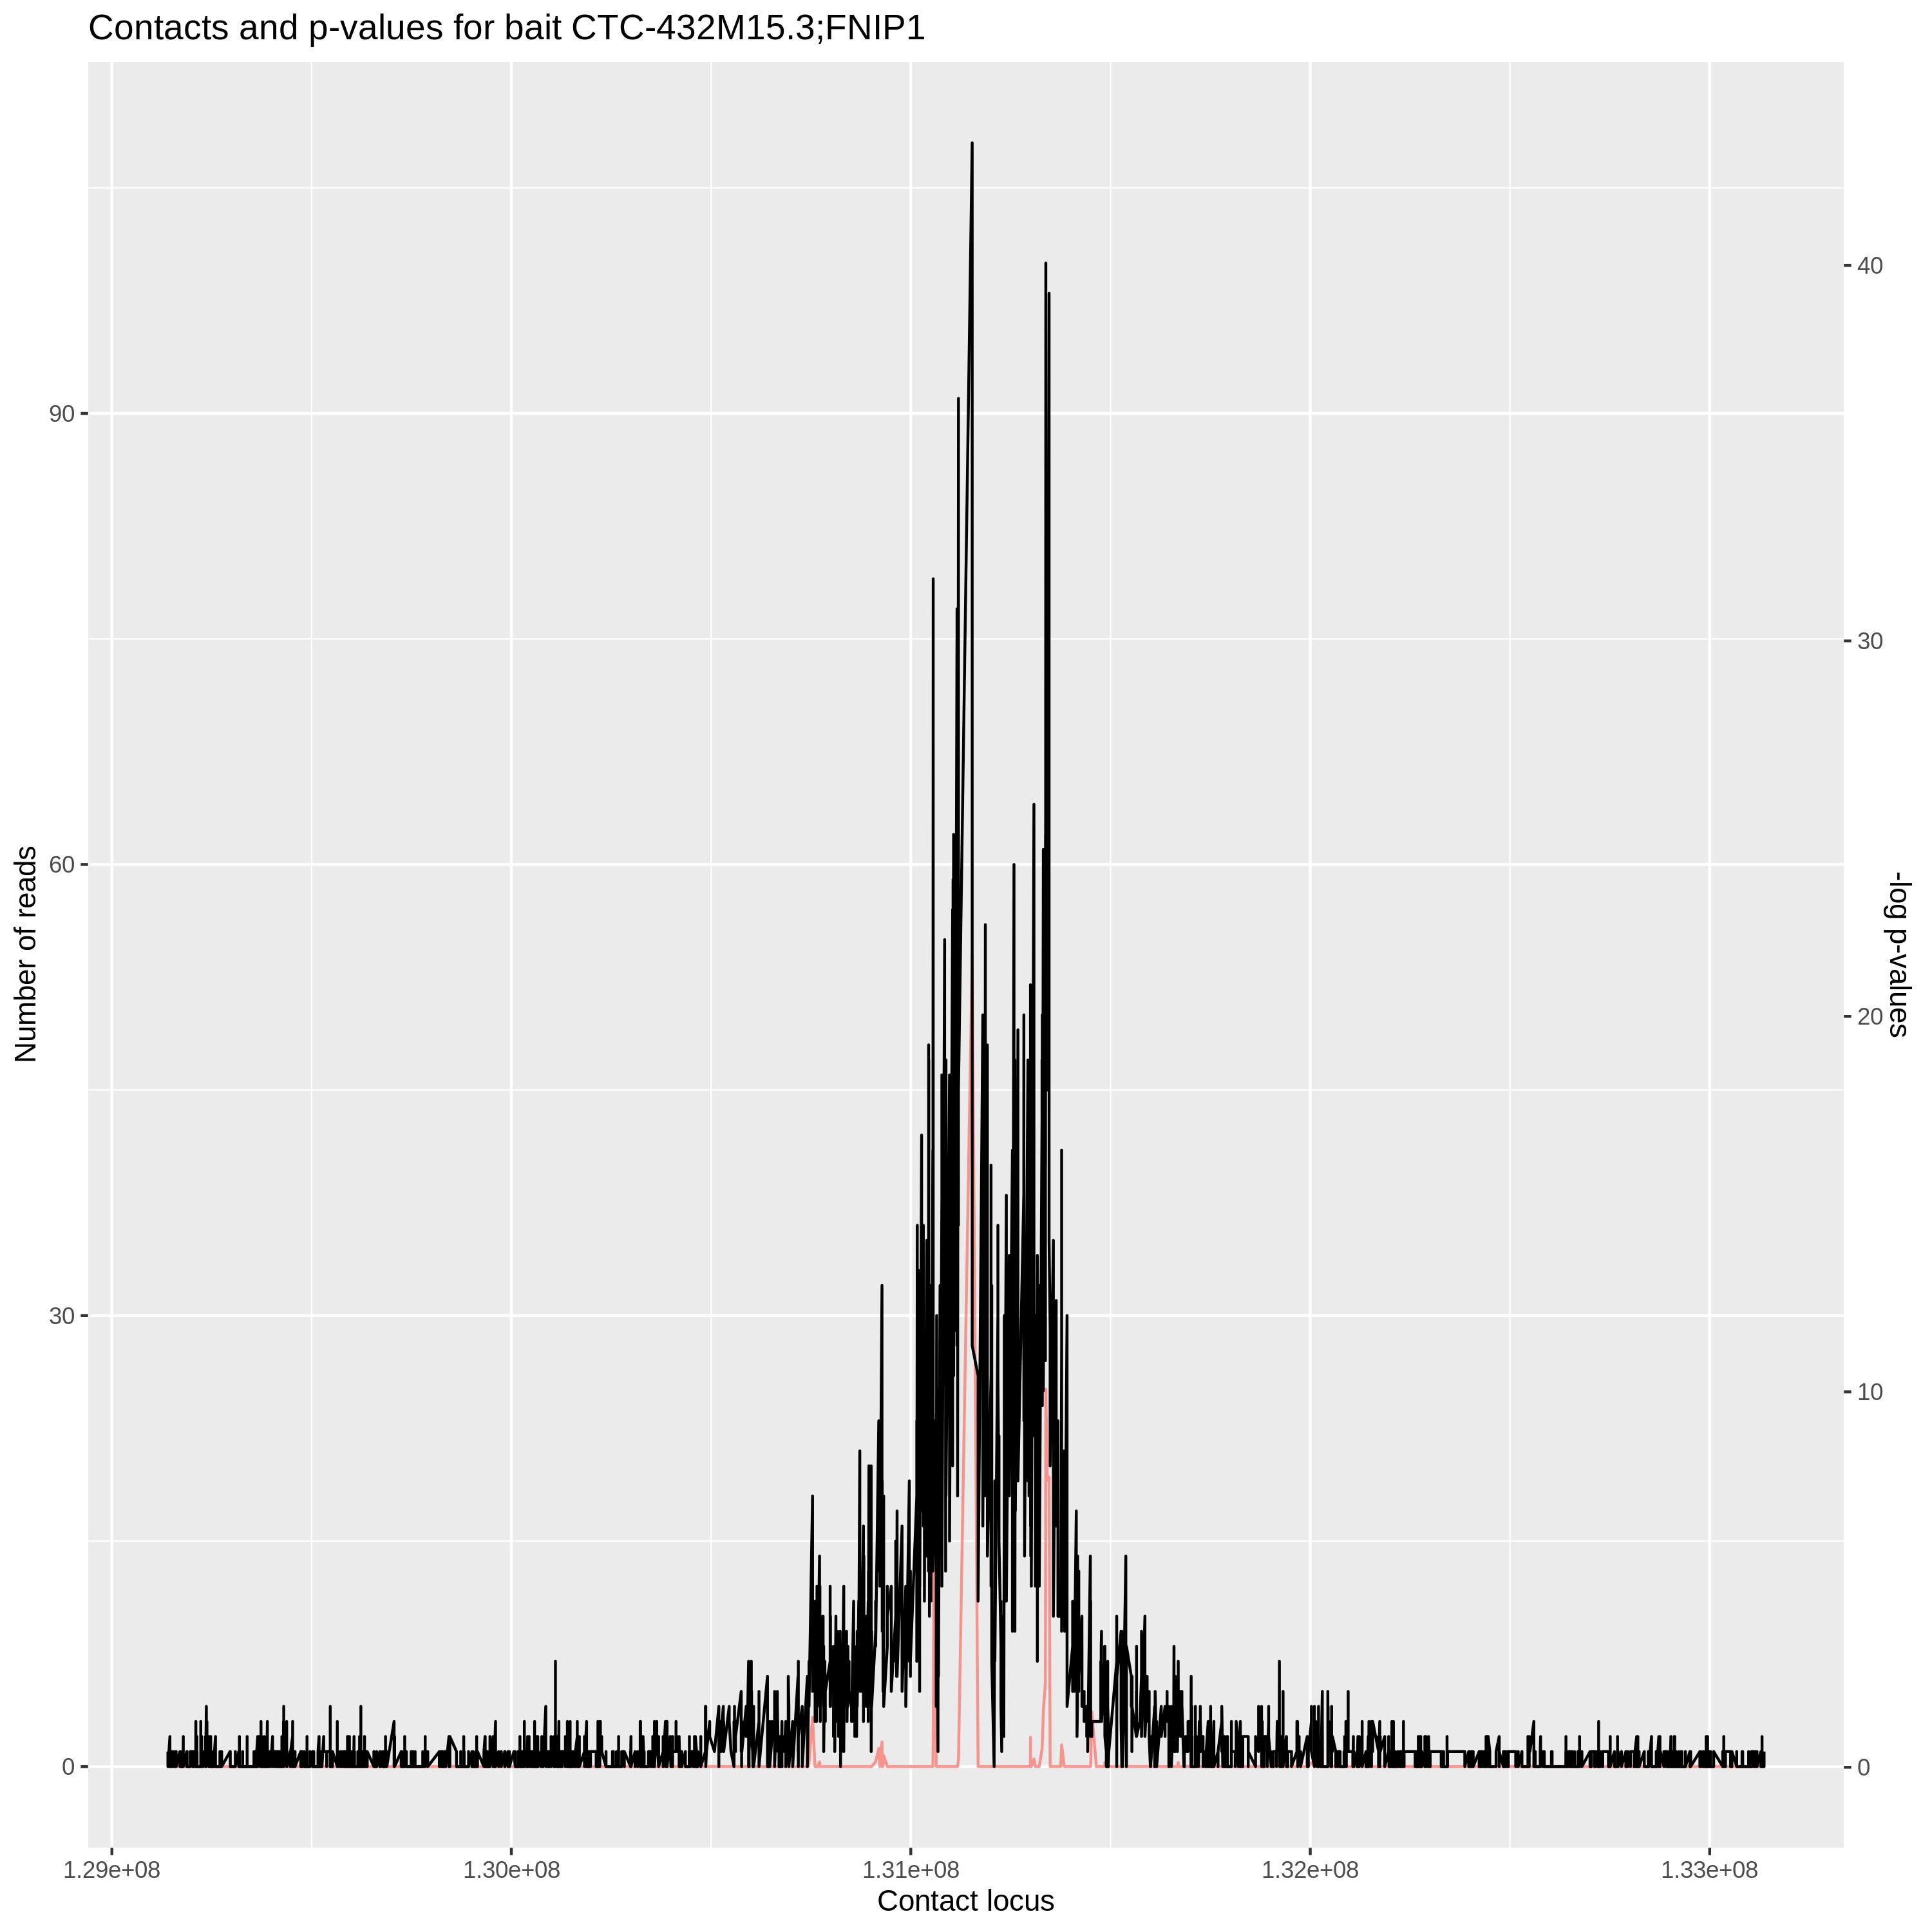 Contacts and p-values for bait CTC-432M15.3;FNIP1
Number of reads
90
60
30
0
40
30
20
10
0
-log p-values
1.29e+08 1.30e+08 1.31e+08 1.32e+08 1.33e+08
Contact locus